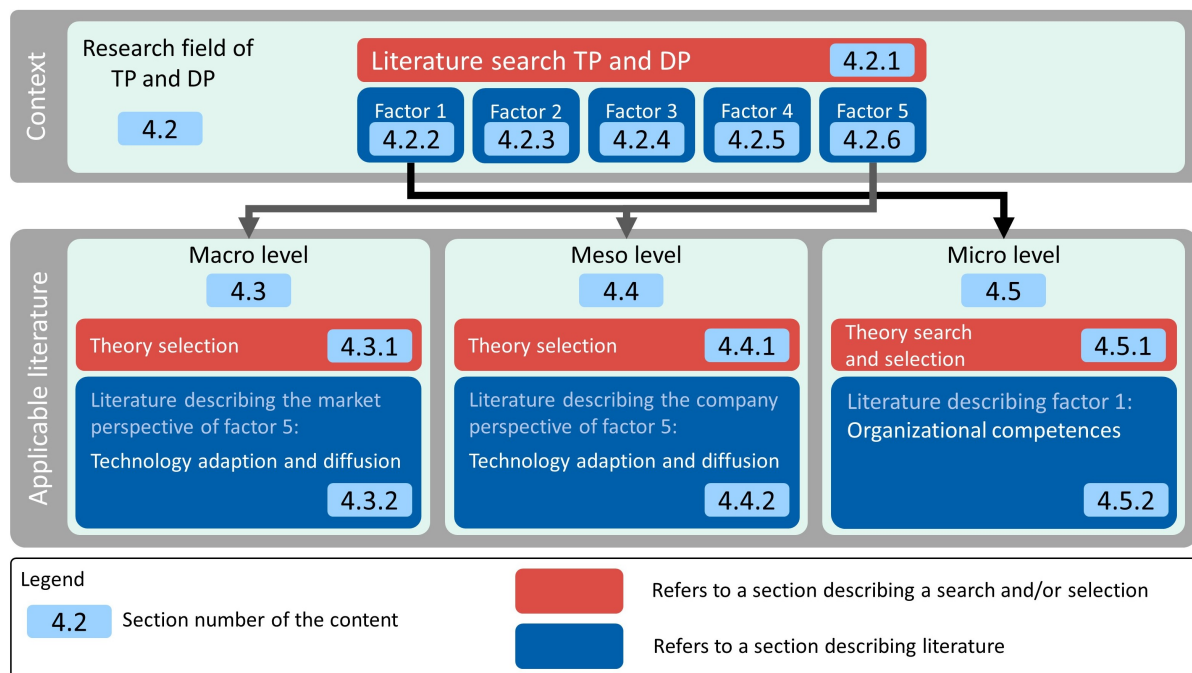 Context
Research field of
TP and DP
4.2
Literature search TP and DP
4.2.1
Factor 1
4.2.2
Factor 2
4.2.3
Factor 3
4.2.4
Factor 4
4.2.5
Factor 5
4.2.6
Applicable literature
Macro level
4.3
Theory selection
4.3.1
Literature describing the market
perspective of factor 5:
Technology adaption and diffusion
4.3.2
Meso level
4.4
Theory selection
4.4.1
Literature describing the company
perspective of factor 5:
Technology adaption and diffusion
4.4.2
Micro level
4.5
Theory search
and selection
4.5.1
Literature describing factor 1:
Organizational competences
4.5.2
Legend
4.2
Section number of the content
Refers to a section describing a search and/or selection
Refers to a section describing literature